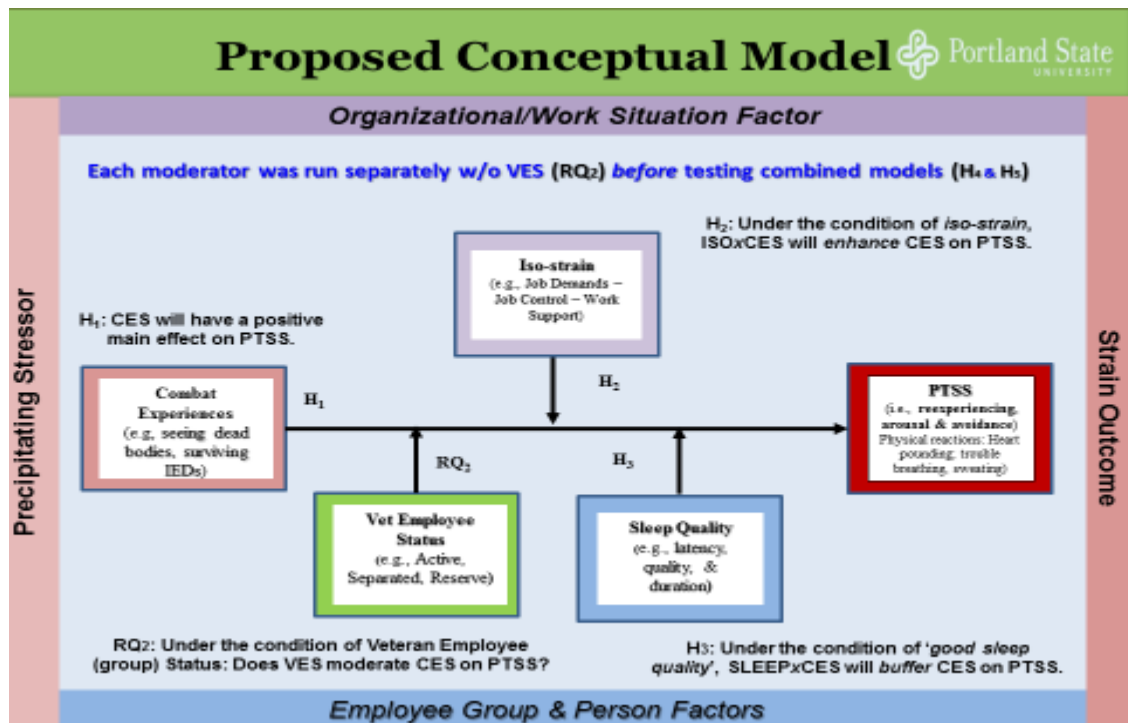 Proposed Conceptual Model
Portland State
UNIVERSITY
Organizational/Work Situation Factor
Precipitating Stressor
Strain Outcome
Each moderator was run separately w/o VES (RQ2) before testing combined models (H4 & H5)
H2: Under the condition of iso-strain,
ISOxCES will enhance CES on PTSS.
Iso-strain
(e.g., Job Demands –
Job Control – Work
Support)
H1: CES will have a positive
main effect on PTSS.
Combat
Experiences
(e.g, seeing dead
bodies, surviving
IEDs)
H1
H2
PTSS
(i.e., reexperiencing,
arousal & avoidance)
Physical reactions: Heart
pounding, trouble
breathing, sweating)
RQ2
H3
Vet Employee
Status
(e.g., Active,
Separated, Reserve)
Sleep Quality
(e.g., latency,
quality, &
duration)
RQ2: Under the condition of Veteran Employee
(group) Status: Does VES moderate CES on PTSS?
H3: Under the condition of 'good sleep
quality', SLEEPxCES will buffer CES on PTSS.
Employee Group & Person Factors